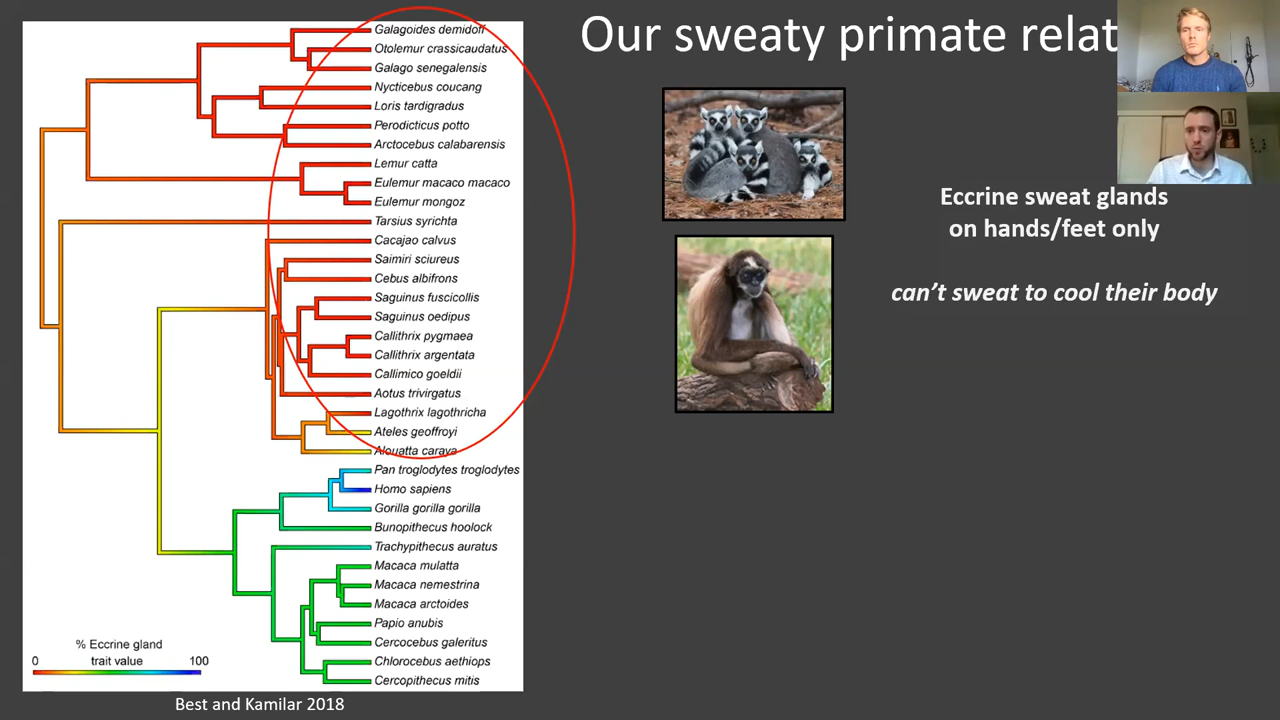 Our sweaty primate relat
Galagoides demidoff
Otolemur crassicaudatus
Galago senegalensis
Nycticebus coucang
Loris tardigradus
Perodicticus potto
Arctocebus calabarensis
Lemur catta
Eulemur macaco macaco
Eulemur mongoz
Tarsius syrichta
Cacajao calvus
Saimiri sciureus
Cebus albifrons
Saguinus fuscicollis
Saguinus oedipus
Callithrix pygmaea
Callithrix argentata
Callimico goeldii
Aotus trivirgatus
Lagothrix lagothricha
Ateles geoffroyi
Alouatta caraya
Pan troglodytes troglodytes
Homo sapiens
Gorilla gorilla gorilla
Bunopithecus hoolock
Trachypithecus auratus
Macaca mulatta
Macaca nemestrina
Macaca arctoides
Papio anubis
Cercocebus galeritus
Chlorocebus aethiops
Cercopithecus mitis
% Eccrine gland
0 trait value 100
Best and Kamilar 2018
Eccrine sweat glands
on hands/feet only
can't sweat to cool their body